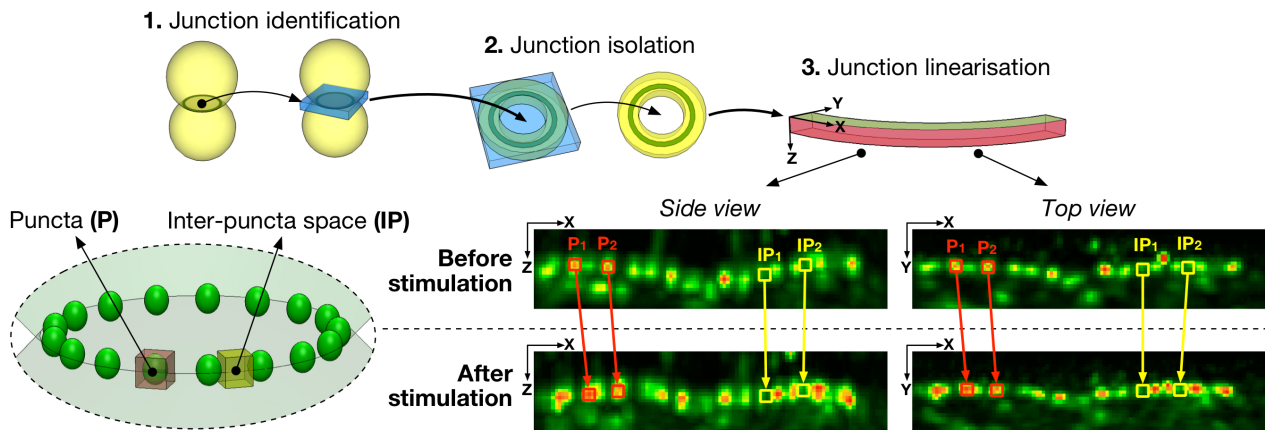 1. Junction identification
2. Junction isolation
3. Junction linearisation
Y
X
Z
Puncta (P)
Inter-puncta space (IP)
Side view
Top view
Before
stimulation
X
Z
P1
P2
IP1
IP2
X
Y
P1
P2
IP1
IP2
After
stimulation
X
Z
X
Y